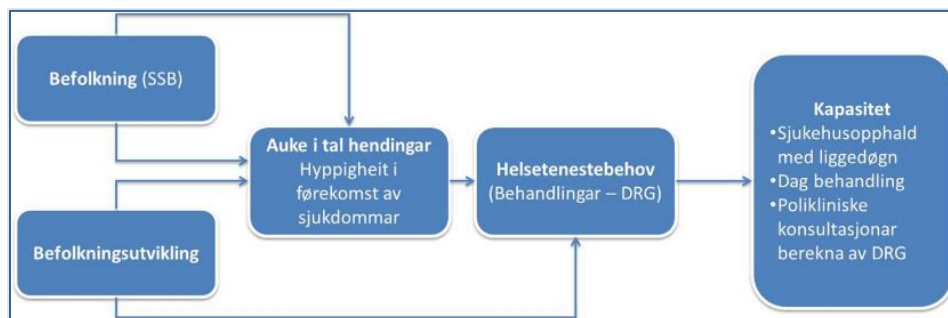 Befolkning (SSB)
Befolkningsutvikling
Auke i tal hendingar
Hyppigheit i
førekomst av
sjukdommar
Helsetenestebehov
(Behandlingar – DRG)
Kapasitet
•Sjukehusopphald
med liggedøgn
•Dag behandling
•Polikliniske
konsultasjonar
berekna av DRG